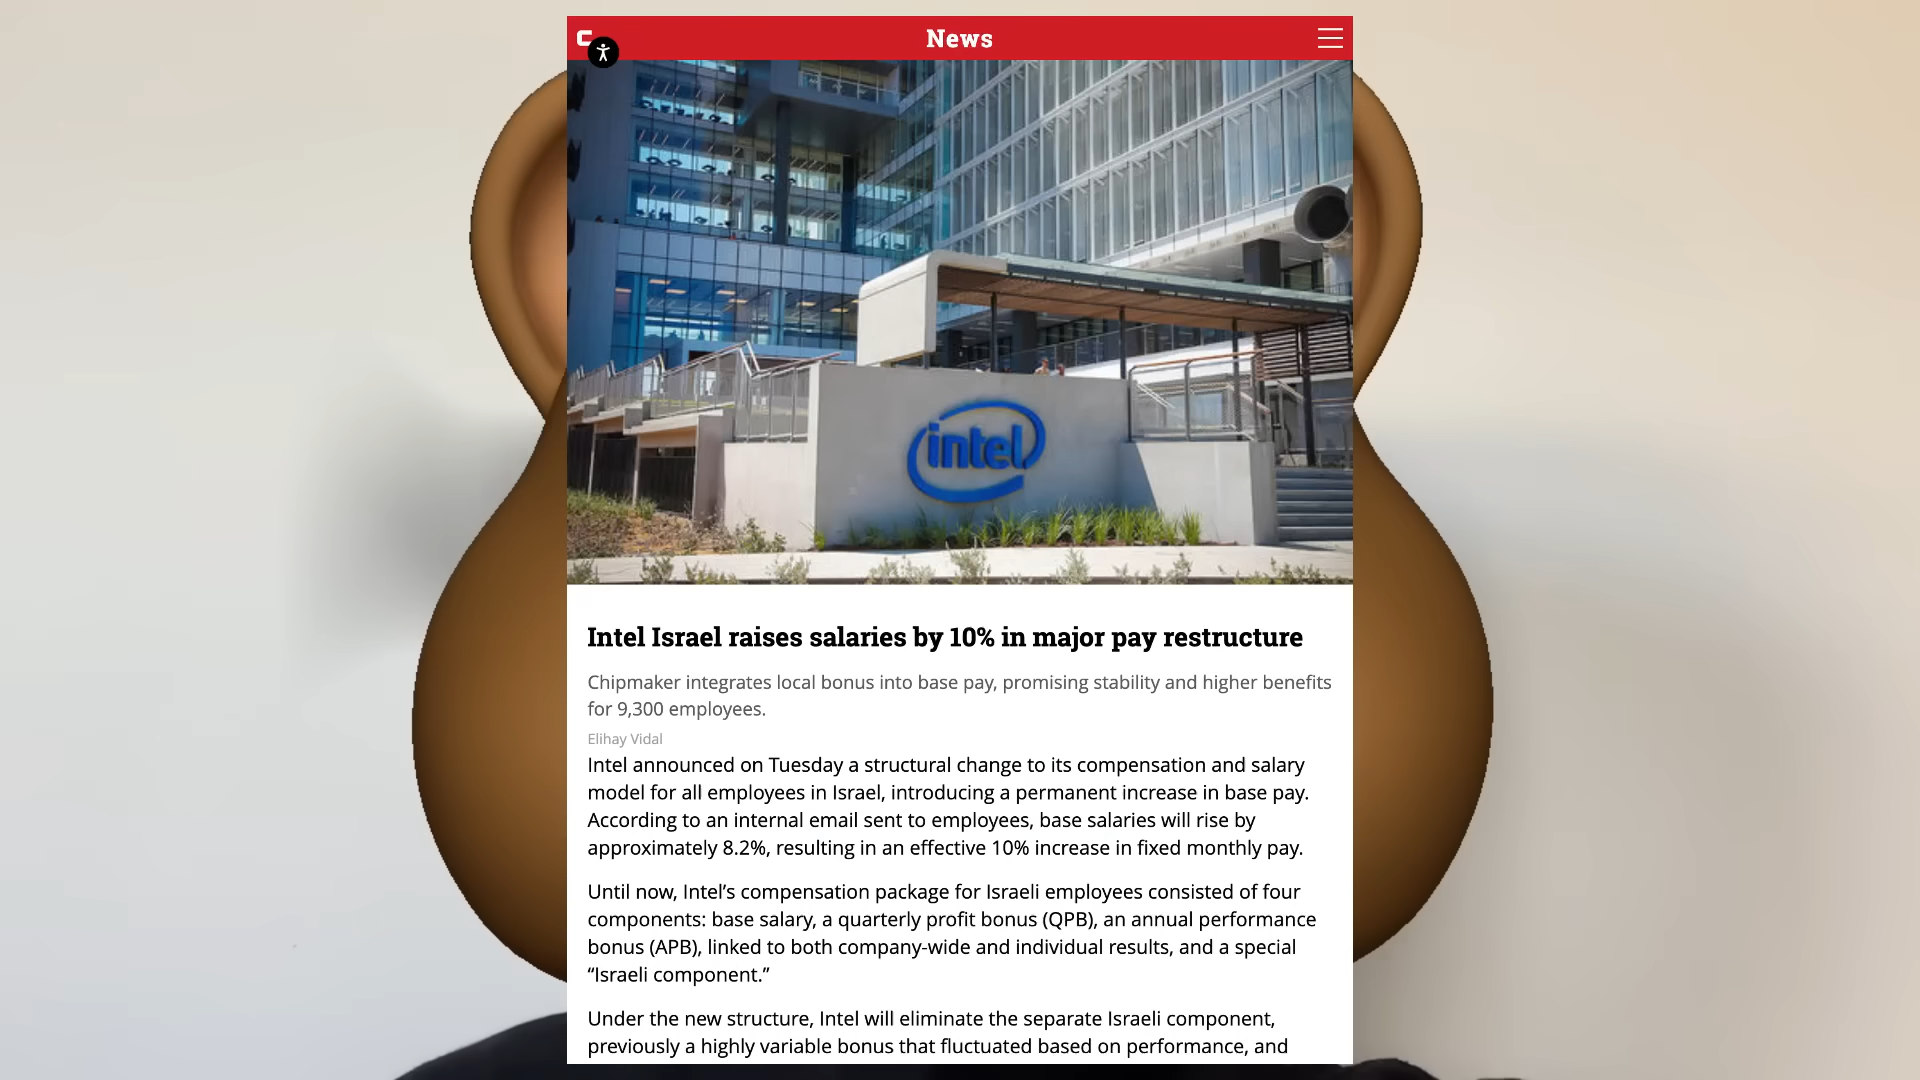 News
intel
Intel Israel raises salaries by 10% in major pay restructure
Chipmaker integrates local bonus into base pay, promising stability and higher benefits
for 9,300 employees.
Elihay Vidal
Intel announced on Tuesday a structural change to its compensation and salary
model for all employees in Israel, introducing a permanent increase in base pay.
According to an internal email sent to employees, base salaries will rise by
approximately 8.2%, resulting in an effective 10% increase in fixed monthly pay.
Until now, Intel’s compensation package for Israeli employees consisted of four
components: base salary, a quarterly profit bonus (QPB), an annual performance
bonus (APB), linked to both company-wide and individual results, and a special
“Israeli component.”
Under the new structure, Intel will eliminate the separate Israeli component,
previously a highly variable bonus that fluctuated based on performance, and